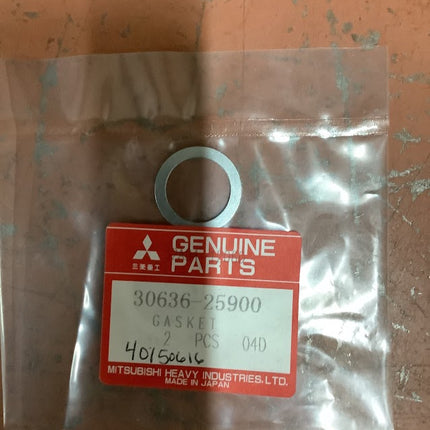 GENUINE
PARTS
三菱重工
30636-25900
GASKET
2 PCS 04D
40150616
MITSUBISHI HEAVY INDUSTRIES, LTD.
MADE IN JAPAN